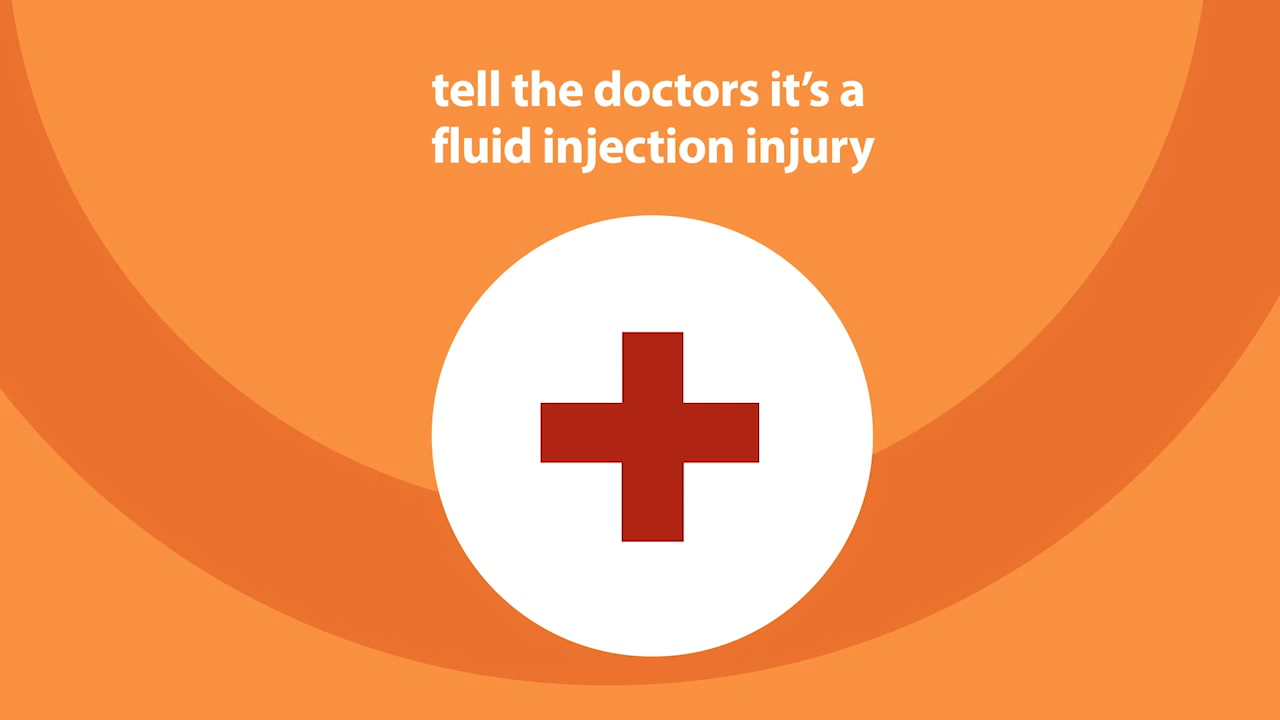 tell the doctors it’s a
fluid injection injury